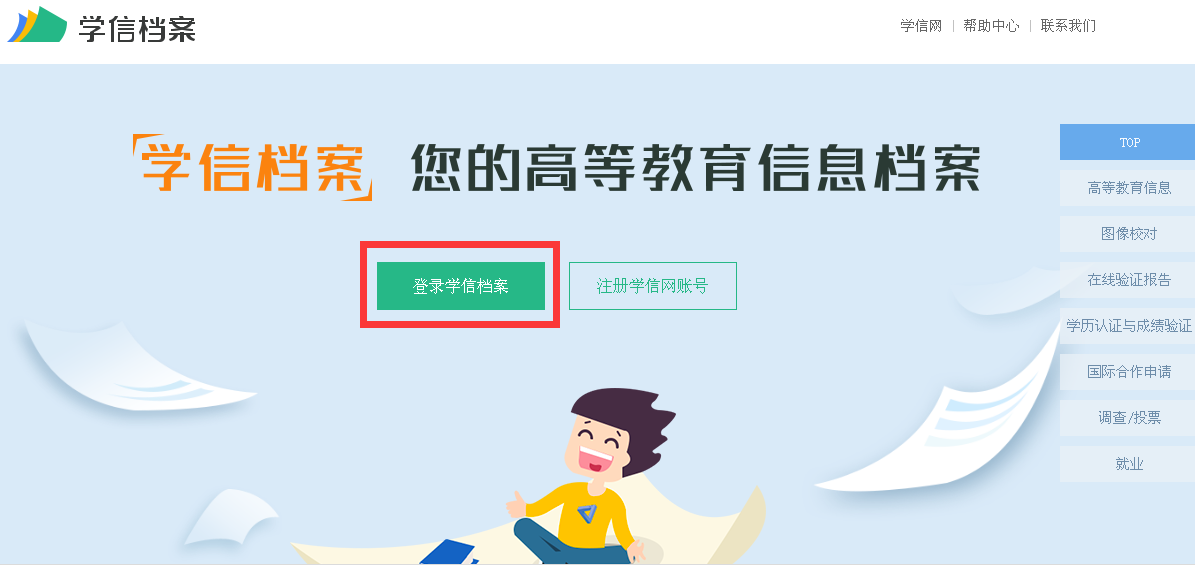 学信档案
学信网 | 帮助中心 | 联系我们
学信档案 您的高等教育信息档案
登录学信档案 注册学信网账号
TOP
高等教育信息
图像校对
在线验证报告
学历认证与成绩验证
国际合作申请
调查/投票
就业